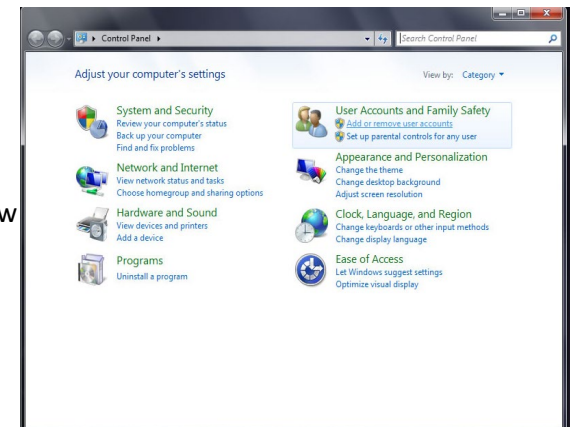 Control Panel
Search Control Panel
Adjust your computer's settings
View by: Category
System and Security
Review your computer's status
Back up your computer
Find and fix problems
Network and Internet
View network status and tasks
Choose homegroup and sharing options
w
Hardware and Sound
View devices and printers
Add a device
Programs
Uninstall a program
User Accounts and Family Safety
Add or remove user accounts
Set up parental controls for any user
Appearance and Personalization
Change the theme
Change desktop background
Adjust screen resolution
Clock, Language, and Region
Change keyboards or other input methods
Change display language
Ease of Access
Let Windows suggest settings
Optimize visual display